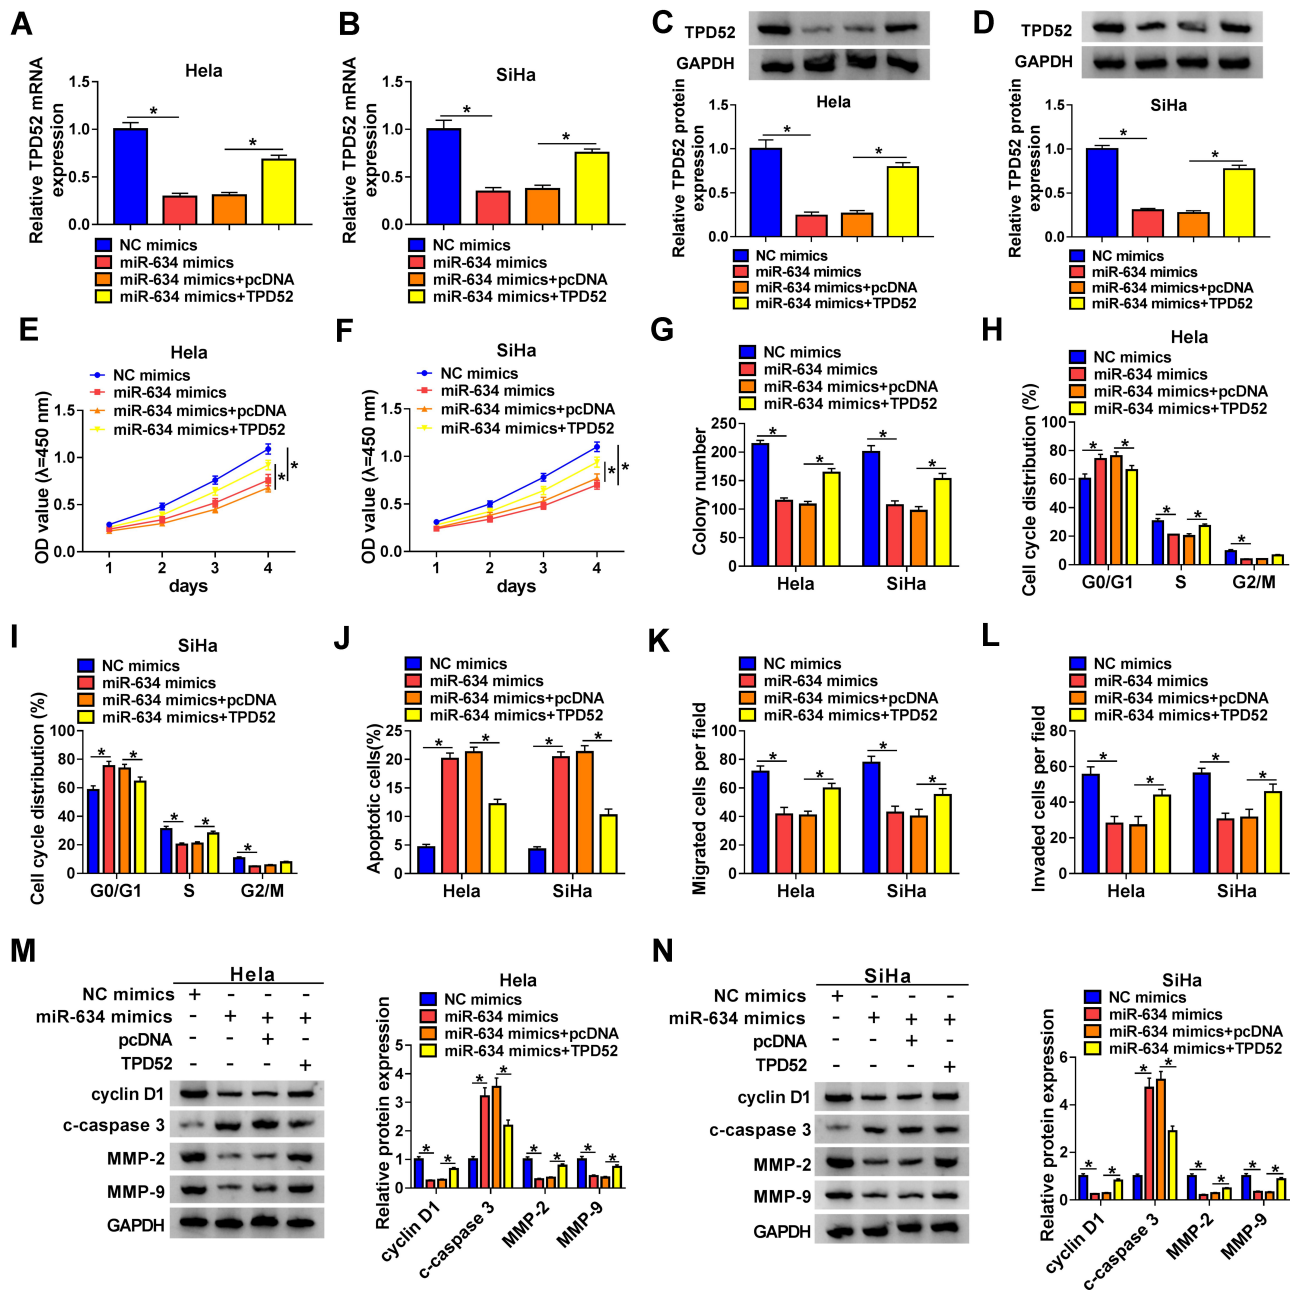 A
Hela
Relative TPD52 mRNA
expression
1.5
1.0
0.5
0.0
*
*
NC mimics
miR-634 mimics
miR-634 mimics+pcDNA
miR-634 mimics+TPD52
B
SiHa
Relative TPD52 mRNA
expression
1.5
1.0
0.5
0.0
*
*
NC mimics
miR-634 mimics
miR-634 mimics+pcDNA
miR-634 mimics+TPD52
C
TPD52
GAPDH
Hela
Relative TPD52 protein
expression
1.5
1.0
0.5
0.0
*
*
NC mimics
miR-634 mimics
miR-634 mimics+pcDNA
miR-634 mimics+TPD52
D
TPD52
GAPDH
SiHa
Relative TPD52 protein
expression
1.5
1.0
0.5
0.0
*
*
NC mimics
miR-634 mimics
miR-634 mimics+pcDNA
miR-634 mimics+TPD52
E
Hela
NC mimics
miR-634 mimics
miR-634 mimics+pcDNA
miR-634 mimics+TPD52
OD value (λ=450 nm)
1.5
1.0
0.5
0.0
* *
1 2 3 4
days
F
SiHa
NC mimics
miR-634 mimics
miR-634 mimics+pcDNA
miR-634 mimics+TPD52
OD value (λ=450 nm)
1.5
1.0
0.5
0.0
* *
1 2 3 4
days
G
NC mimics
miR-634 mimics
miR-634 mimics+pcDNA
miR-634 mimics+TPD52
Colony number
250
200
150
100
50
0
* * * *
Hela SiHa
H
Hela
NC mimics
miR-634 mimics
miR-634 mimics+pcDNA
miR-634 mimics+TPD52
Cell cycle distribution (%)
100
80
60
40
20
0
* * * * *
G0/G1 S G2/M
I
SiHa
NC mimics
miR-634 mimics
miR-634 mimics+pcDNA
miR-634 mimics+TPD52
Cell cycle distribution (%)
100
80
60
40
20
0
* * * * *
G0/G1 S G2/M
J
NC mimics
miR-634 mimics
miR-634 mimics+pcDNA
miR-634 mimics+TPD52
Apoptotic cells(%)
25
20
15
10
5
0
* * * *
Hela SiHa
K
NC mimics
miR-634 mimics
miR-634 mimics+pcDNA
miR-634 mimics+TPD52
Migrated cells per field
100
80
60
40
20
0
* * * *
Hela SiHa
L
NC mimics
miR-634 mimics
miR-634 mimics+pcDNA
miR-634 mimics+TPD52
Invaded cells per field
80
60
40
20
0
* * * *
Hela SiHa
M
Hela
NC mimics + - - -
miR-634 mimics - + + +
pcDNA - - + -
TPD52 - - - +
cyclin D1
c-caspase 3
MMP-2
MMP-9
GAPDH
Hela
NC mimics
miR-634 mimics
miR-634 mimics+pcDNA
miR-634 mimics+TPD52
Relative protein expression
5
4
3
2
1
0
* * * * * * * *
cyclin D1
c-caspase 3
MMP-2
MMP-9
N
SiHa
NC mimics + - - -
miR-634 mimics - + + +
pcDNA - - + -
TPD52 - - - +
cyclin D1
c-caspase 3
MMP-2
MMP-9
GAPDH
SiHa
NC mimics
miR-634 mimics
miR-634 mimics+pcDNA
miR-634 mimics+TPD52
Relative protein expression
6
4
2
0
* * * * * * * *
cyclin D1
c-caspase 3
MMP-2
MMP-9